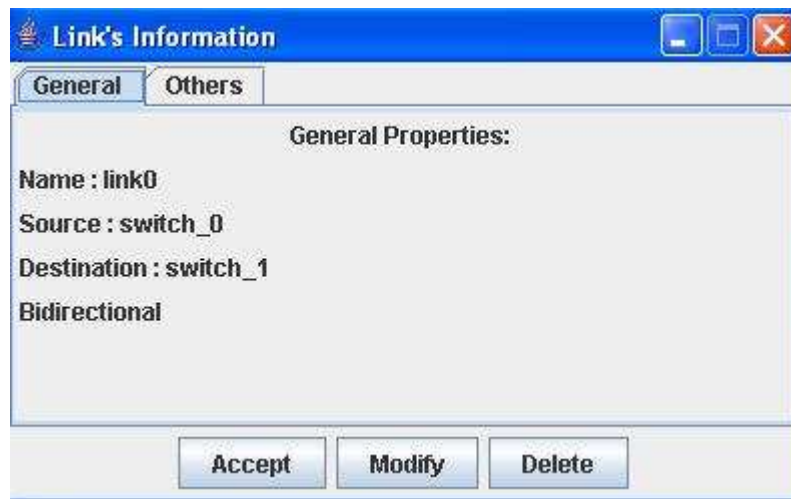 Link's Information
General Others
General Properties:
Name : link0
Source : switch_0
Destination : switch_1
Bidirectional
Accept Modify Delete